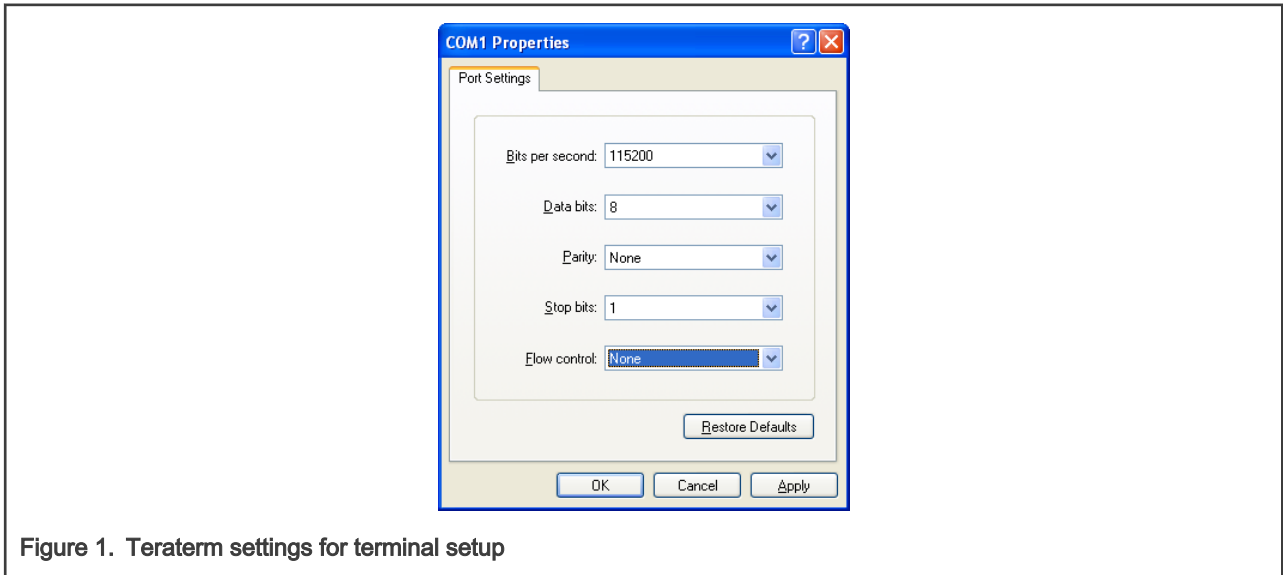 COM1 Properties
Port Settings
Bits per second: 115200
Data bits: 8
Parity: None
Stop bits: 1
Flow control: None
Restore Defaults
OK Cancel Apply
Figure 1. Teraterm settings for terminal setup